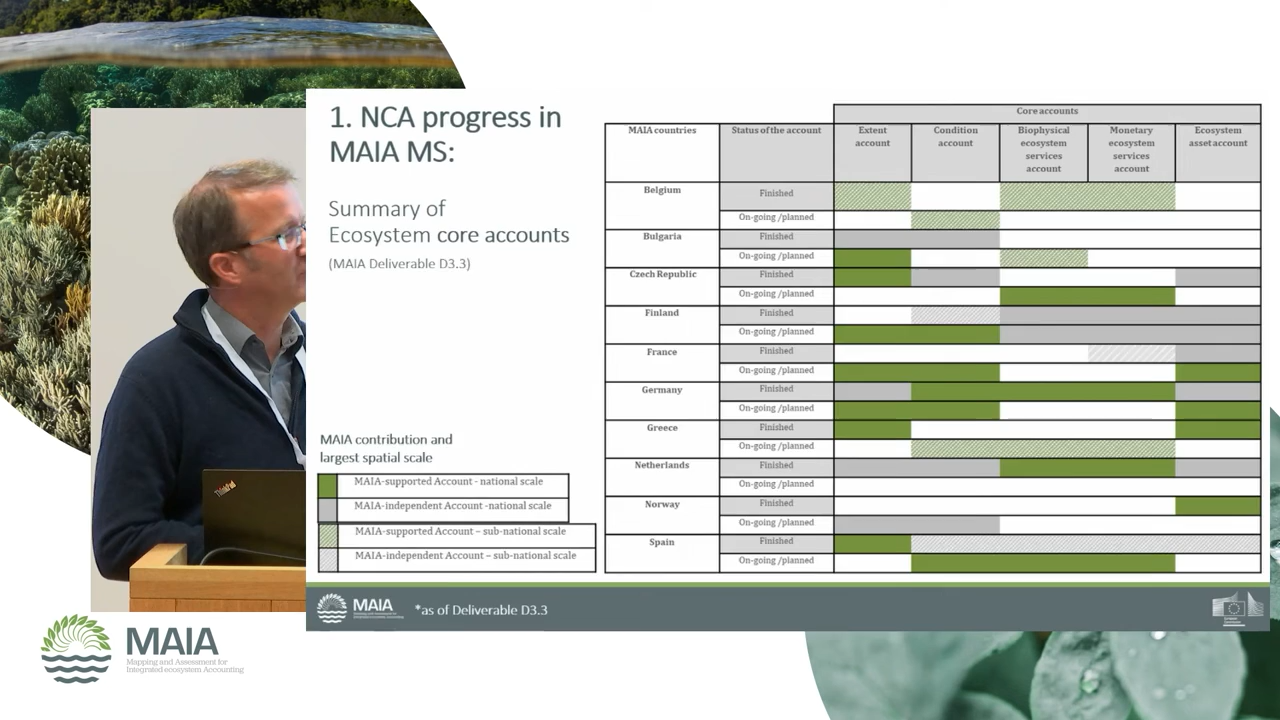 1. NCA progress in
MAIA MS:
Summary of
Ecosystem core accounts
(MAIA Deliverable D3.3)
MAIA contribution and
largest spatial scale
MAIA-supported Account - national scale
MAIA-independent Account -national scale
MAIA-supported Account – sub-national scale
MAIA-independent Account – sub-national scale
Core accounts
MAIA countries Status of the account Extent account Condition account Biophysical ecosystem services account Monetary ecosystem services account Ecosystem asset account
Belgium Finished
On-going /planned
Bulgaria Finished
On-going /planned
Czech Republic Finished
On-going /planned
Finland Finished
On-going /planned
France Finished
On-going /planned
Germany Finished
On-going /planned
Greece Finished
On-going /planned
Netherlands Finished
On-going /planned
Norway Finished
On-going /planned
Spain Finished
On-going /planned
ThinkPad
MAIA
*as of Deliverable D3.3
MAIA
Mapping and Assessment for
Integrated ecosystem Accounting